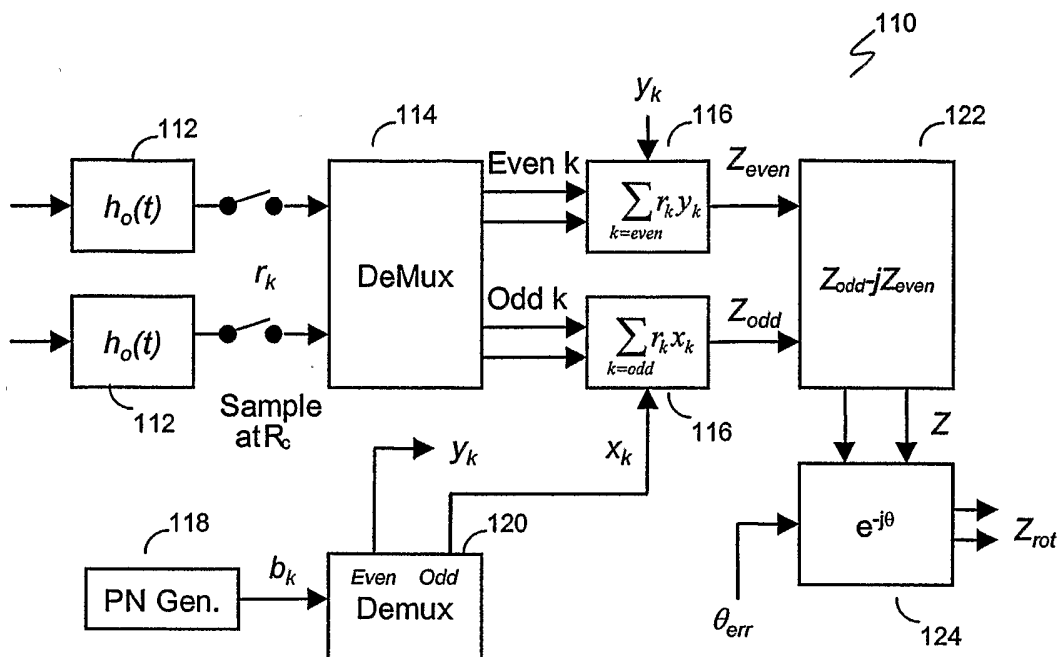 110
y_k
112
114
116
122
Even k
Z_even
h_o(t)
∑ r_k y_k
k=even
r_k
DeMux
Z_odd-jZ_even
Odd k
Z_odd
h_o(t)
∑ r_k x_k
k=odd
112
Sample
at R_c
116
Z
y_k
x_k
118
120
e^-jθ
Z_rot
b_k
Even Odd
PN Gen.
Demux
θ_err
124